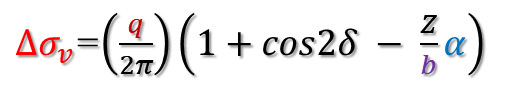 Δσᵥ=(q/2π)(1 + cos2δ − z/b α)